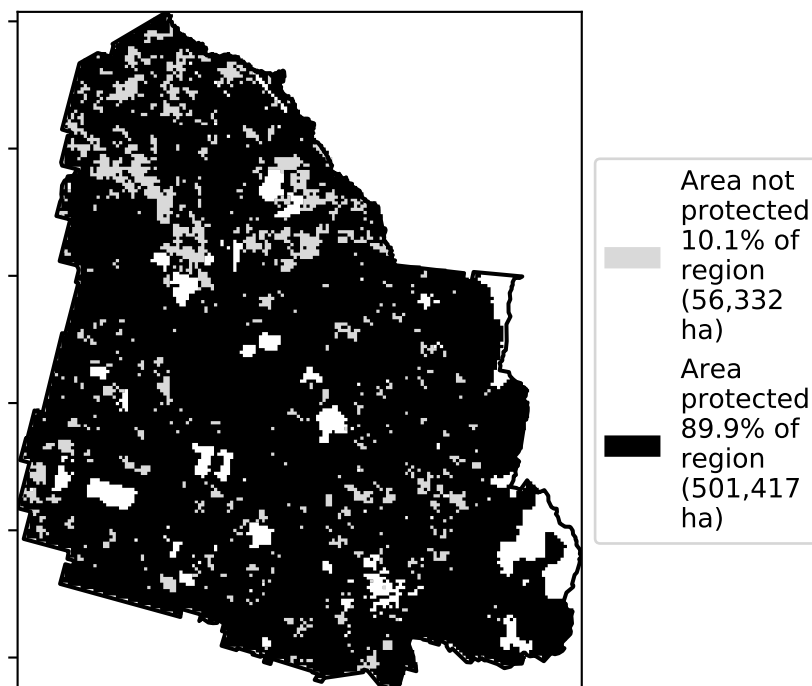 Area not
protected
10.1% of
region
(56,332
ha)
Area
protected
89.9% of
region
(501,417
ha)